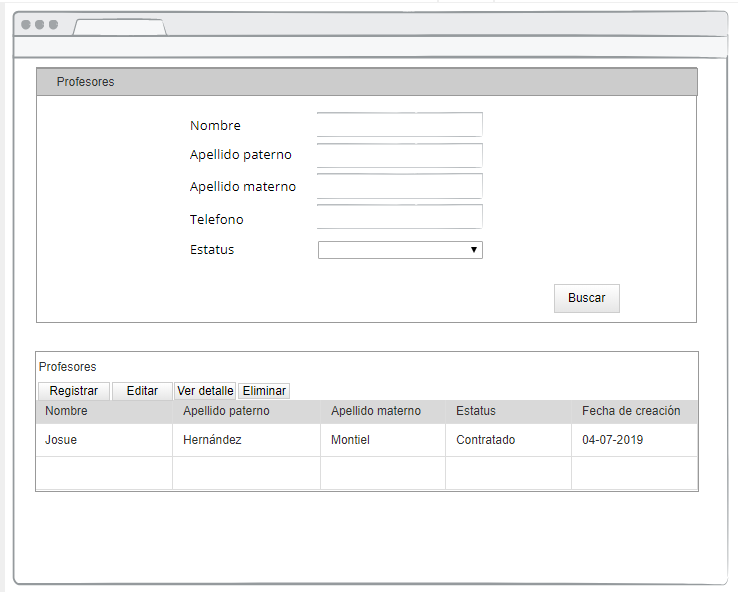 Profesores
Nombre
Apellido paterno
Apellido materno
Telefono
Estatus
Buscar
Profesores
Registrar Editar Ver detalle Eliminar
Nombre Apellido paterno Apellido materno Estatus Fecha de creación
Josue Hernández Montiel Contratado 04-07-2019